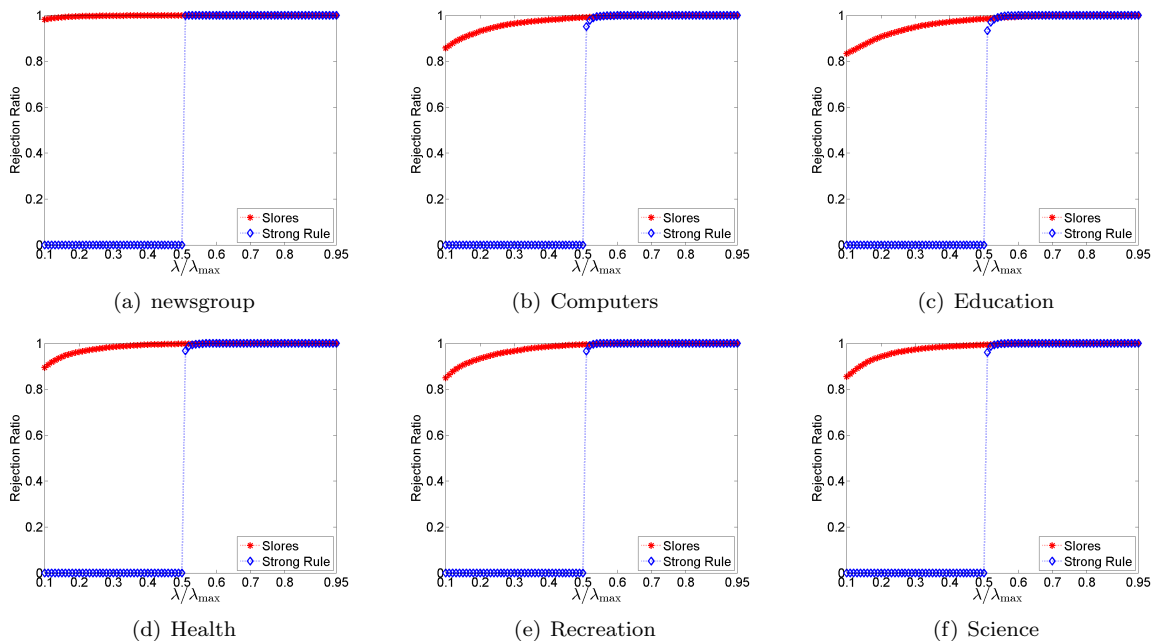 1
0.8
0.6
0.4
0.2
0
Rejection Ratio
0.1 0.2 0.3 0.4 0.5 0.6 0.7 0.8 0.95
λ/λmax
Slores
Strong Rule
(a) newsgroup
1
0.8
0.6
0.4
0.2
0
Rejection Ratio
0.1 0.2 0.3 0.4 0.5 0.6 0.7 0.8 0.95
λ/λmax
Slores
Strong Rule
(b) Computers
1
0.8
0.6
0.4
0.2
0
Rejection Ratio
0.1 0.2 0.3 0.4 0.5 0.6 0.7 0.8 0.95
λ/λmax
Slores
Strong Rule
(c) Education
1
0.8
0.6
0.4
0.2
0
Rejection Ratio
0.1 0.2 0.3 0.4 0.5 0.6 0.7 0.8 0.95
λ/λmax
Slores
Strong Rule
(d) Health
1
0.8
0.6
0.4
0.2
0
Rejection Ratio
0.1 0.2 0.3 0.4 0.5 0.6 0.7 0.8 0.95
λ/λmax
Slores
Strong Rule
(e) Recreation
1
0.8
0.6
0.4
0.2
0
Rejection Ratio
0.1 0.2 0.3 0.4 0.5 0.6 0.7 0.8 0.95
λ/λmax
Slores
Strong Rule
(f) Science